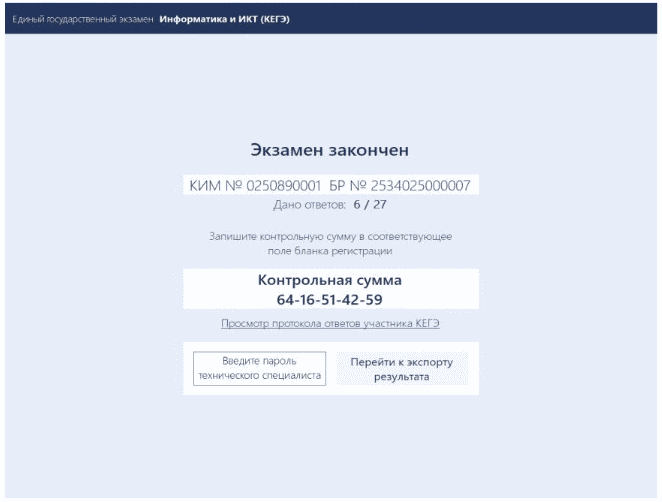 Единый государственный экзамен Информатика и ИКТ (КЕГЭ)
Экзамен закончен
КИМ № 0250890001 БР № 2534025000007
Дано ответов: 6 / 27
Запишите контрольную сумму в соответствующее
поле бланка регистрации
Контрольная сумма
64-16-51-42-59
Просмотр протокола ответов участника КЕГЭ
Введите пароль
технического специалиста
Перейти к экспорту
результата